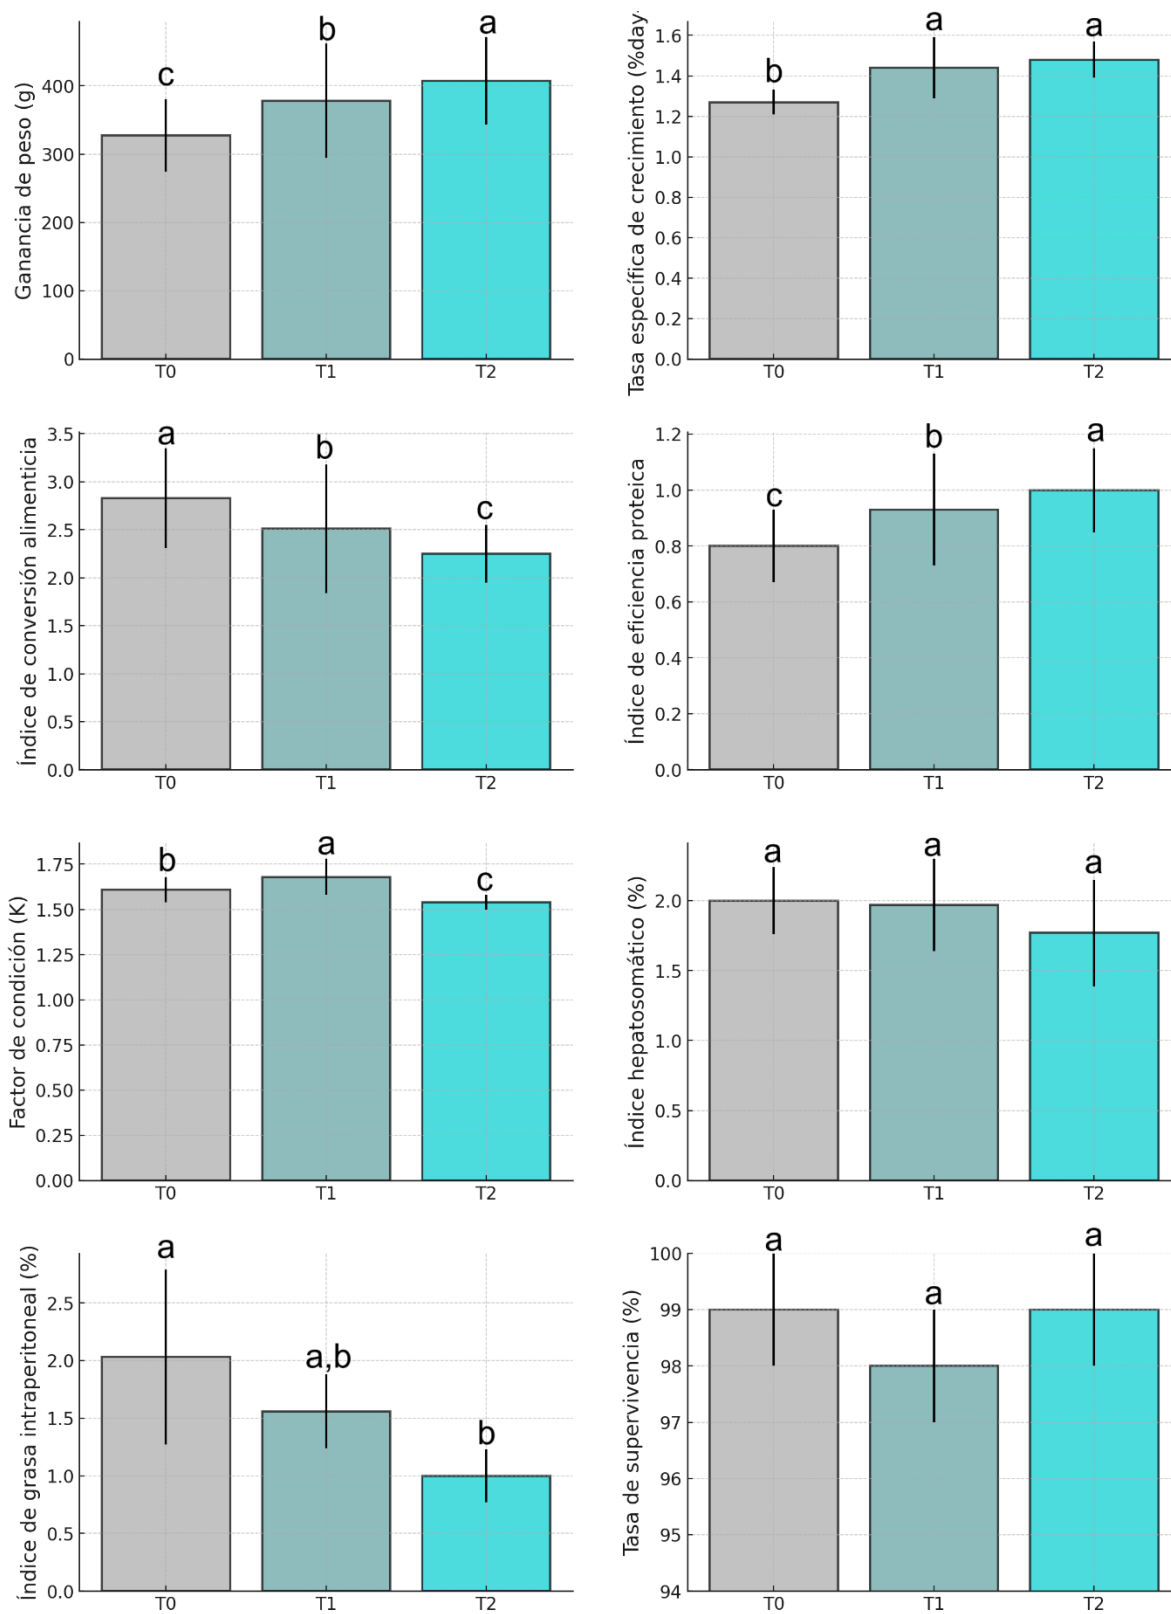 Ganancia de peso (g)
400
300
200
100
0
c
b
a
T0
T1
T2
Tasa específica de crecimiento (%day-
1.6
1.4
1.2
1.0
0.8
0.6
0.4
0.2
0.0
b
a
a
T0
T1
T2
Índice de conversión alimenticia
3.5
3.0
2.5
2.0
1.5
1.0
0.5
0.0
a
b
c
T0
T1
T2
Índice de eficiencia proteica
1.2
1.0
0.8
0.6
0.4
0.2
0.0
c
b
a
T0
T1
T2
Factor de condición (K)
1.75
1.50
1.25
1.00
0.75
0.50
0.25
0.00
b
a
c
T0
T1
T2
Índice hepatosomático (%)
2.0
1.5
1.0
0.5
0.0
a
a
a
T0
T1
T2
Índice de grasa intraperitoneal (%)
2.5
2.0
1.5
1.0
0.5
0.0
a
a,b
b
T0
T1
T2
Tasa de supervivencia (%)
100
99
98
97
96
95
94
a
a
a
T0
T1
T2